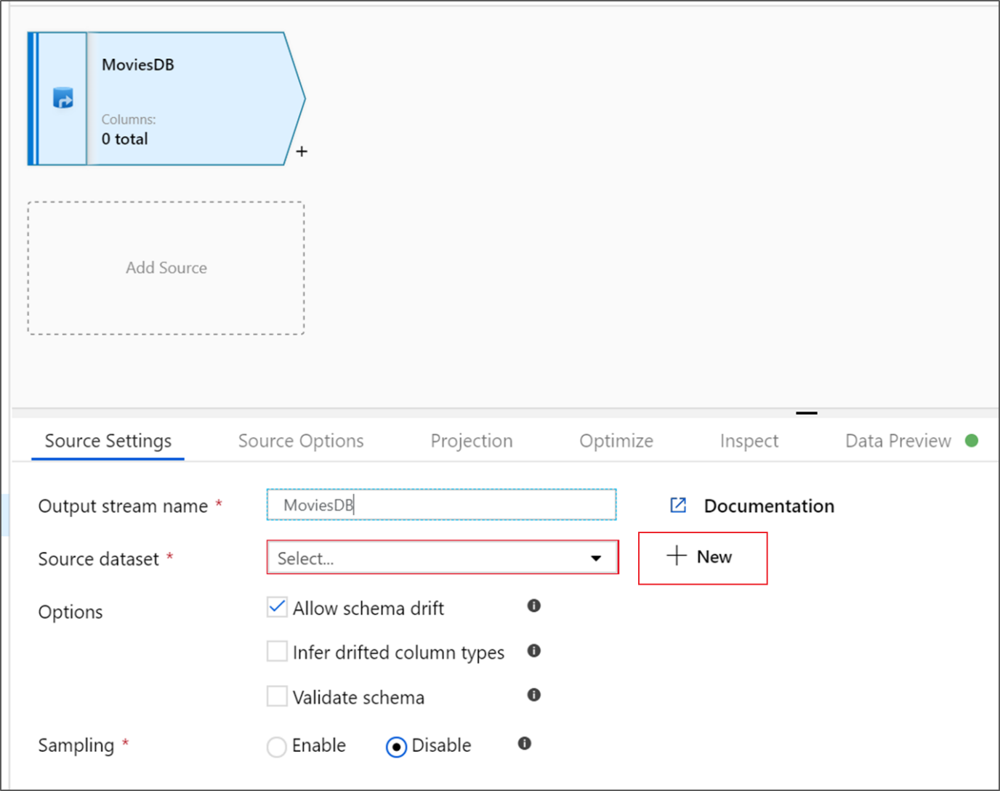 MoviesDB
Columns:
0 total
+
Add Source
Source Settings Source Options Projection Optimize Inspect Data Preview
Output stream name * MoviesDB Documentation
Source dataset * Select... + New
Options Allow schema drift
Infer drifted column types
Validate schema
Sampling * Enable Disable